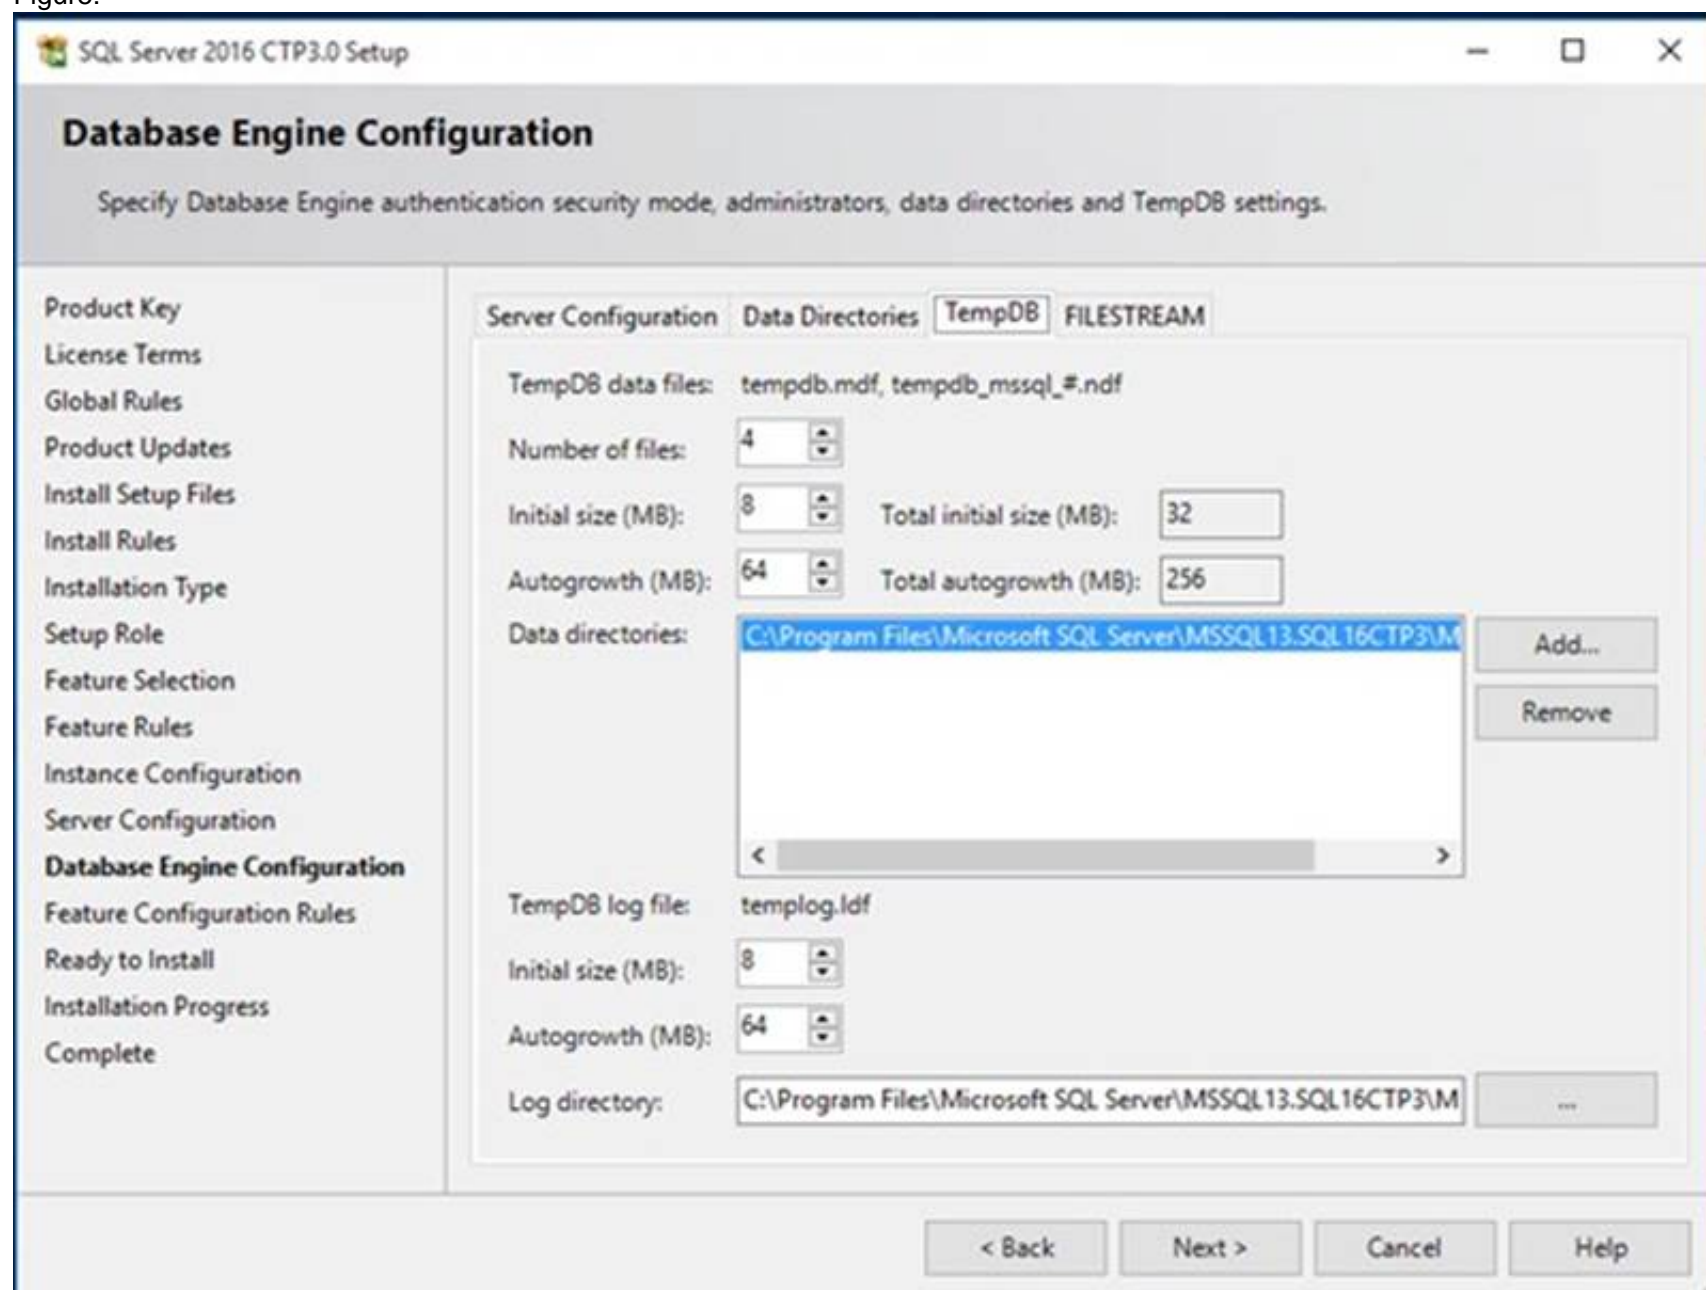 Figure:
SQL Server 2016 CTP3.0 Setup
Database Engine Configuration
Specify Database Engine authentication security mode, administrators, data directories and TempDB settings.
Product Key
License Terms
Global Rules
Product Updates
Install Setup Files
Install Rules
Installation Type
Setup Role
Feature Selection
Feature Rules
Instance Configuration
Server Configuration
Database Engine Configuration
Feature Configuration Rules
Ready to Install
Installation Progress
Complete
Server Configuration Data Directories TempDB FILESTREAM
TempDB data files: tempdb.mdf, tempdb_mssql_#.ndf
Number of files: 4
Initial size (MB): 8 Total initial size (MB): 32
Autogrowth (MB): 64 Total autogrowth (MB): 256
Data directories: C:\Program Files\Microsoft SQL Server\MSSQL13.SQL16CTP3\M Add...
Remove
TempDB log file: templog.ldf
Initial size (MB): 8
Autogrowth (MB): 64
Log directory: C:\Program Files\Microsoft SQL Server\MSSQL13.SQL16CTP3\M ...
< Back Next > Cancel Help